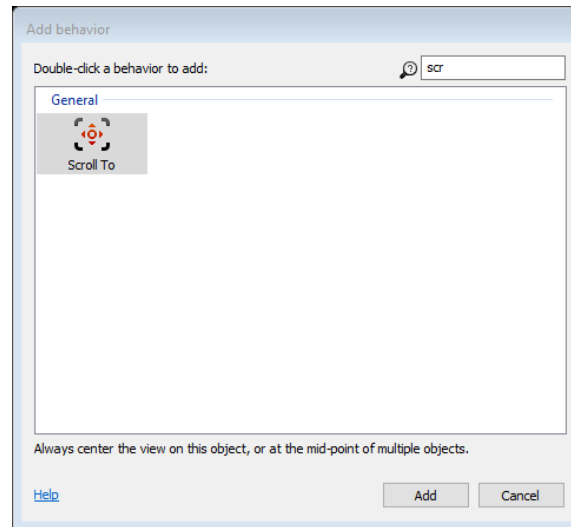 Add behavior
Double-click a behavior to add:
scr
General
Scroll To
Always center the view on this object, or at the mid-point of multiple objects.
Help
Add
Cancel